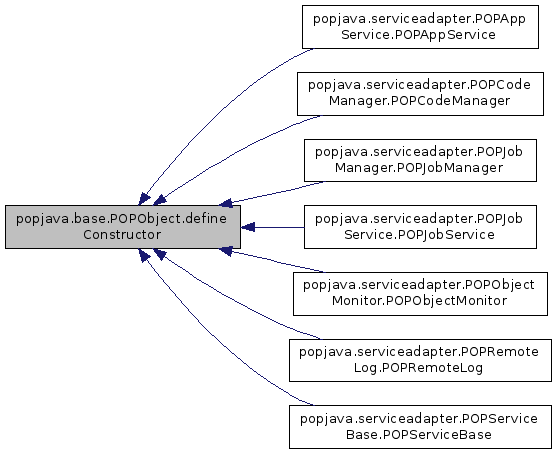 popjava.serviceadapter.POPApp
Service.POPAppService
popjava.serviceadapter.POPCode
Manager.POPCodeManager
popjava.serviceadapter.POPJob
Manager.POPJobManager
popjava.base.POPObject.define
Constructor
popjava.serviceadapter.POPJob
Service.POPJobService
popjava.serviceadapter.POPObject
Monitor.POPObjectMonitor
popjava.serviceadapter.POPRemote
Log.POPRemoteLog
popjava.serviceadapter.POPService
Base.POPServiceBase